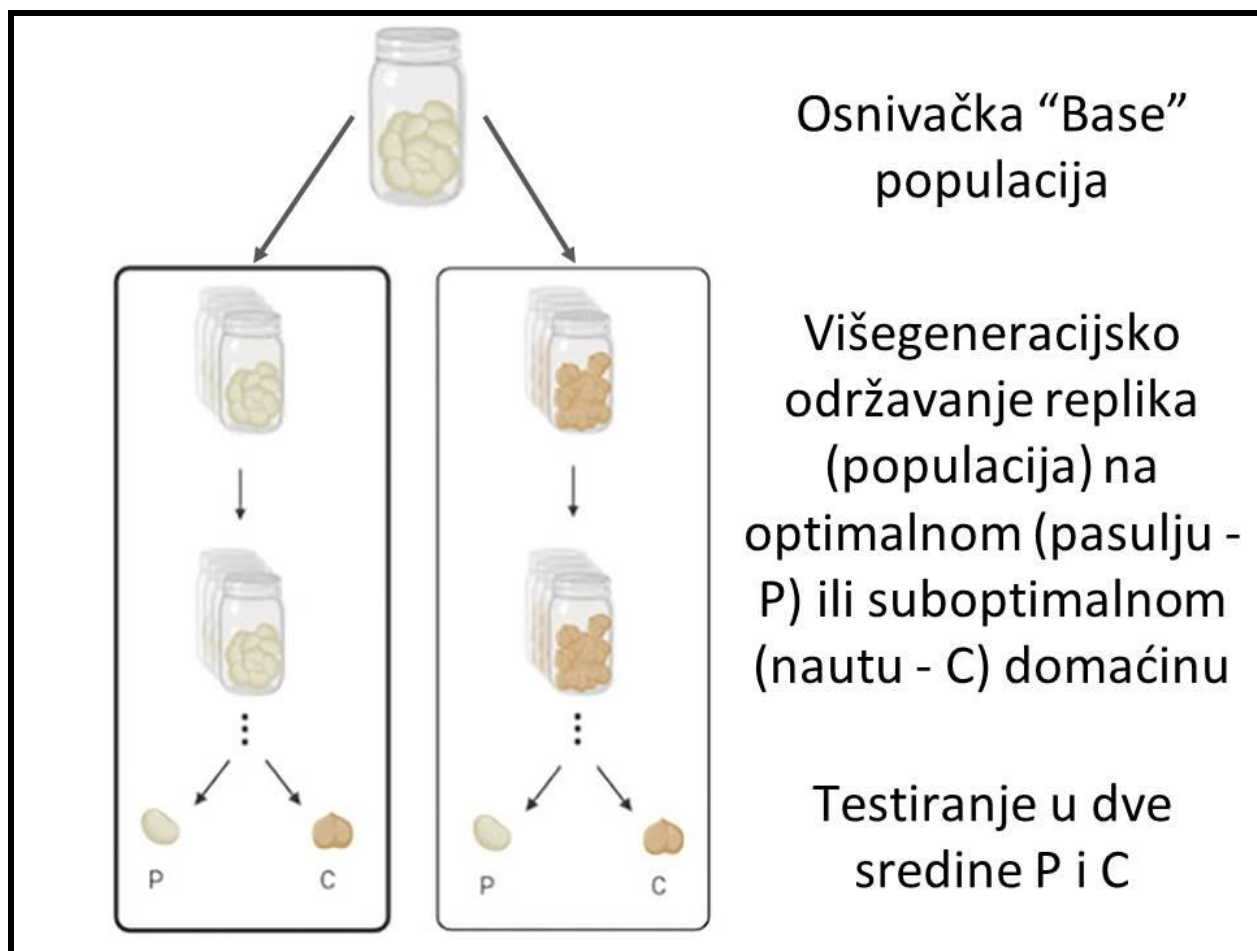 Osnivačka “Base”
populacija
Višegeneracijsko
održavanje replika
(populacija) na
optimalnom (pasulju -
P) ili suboptimalnom
(nautu - C) domaćinu
Testiranje u dve
sredine P i C
P C P C